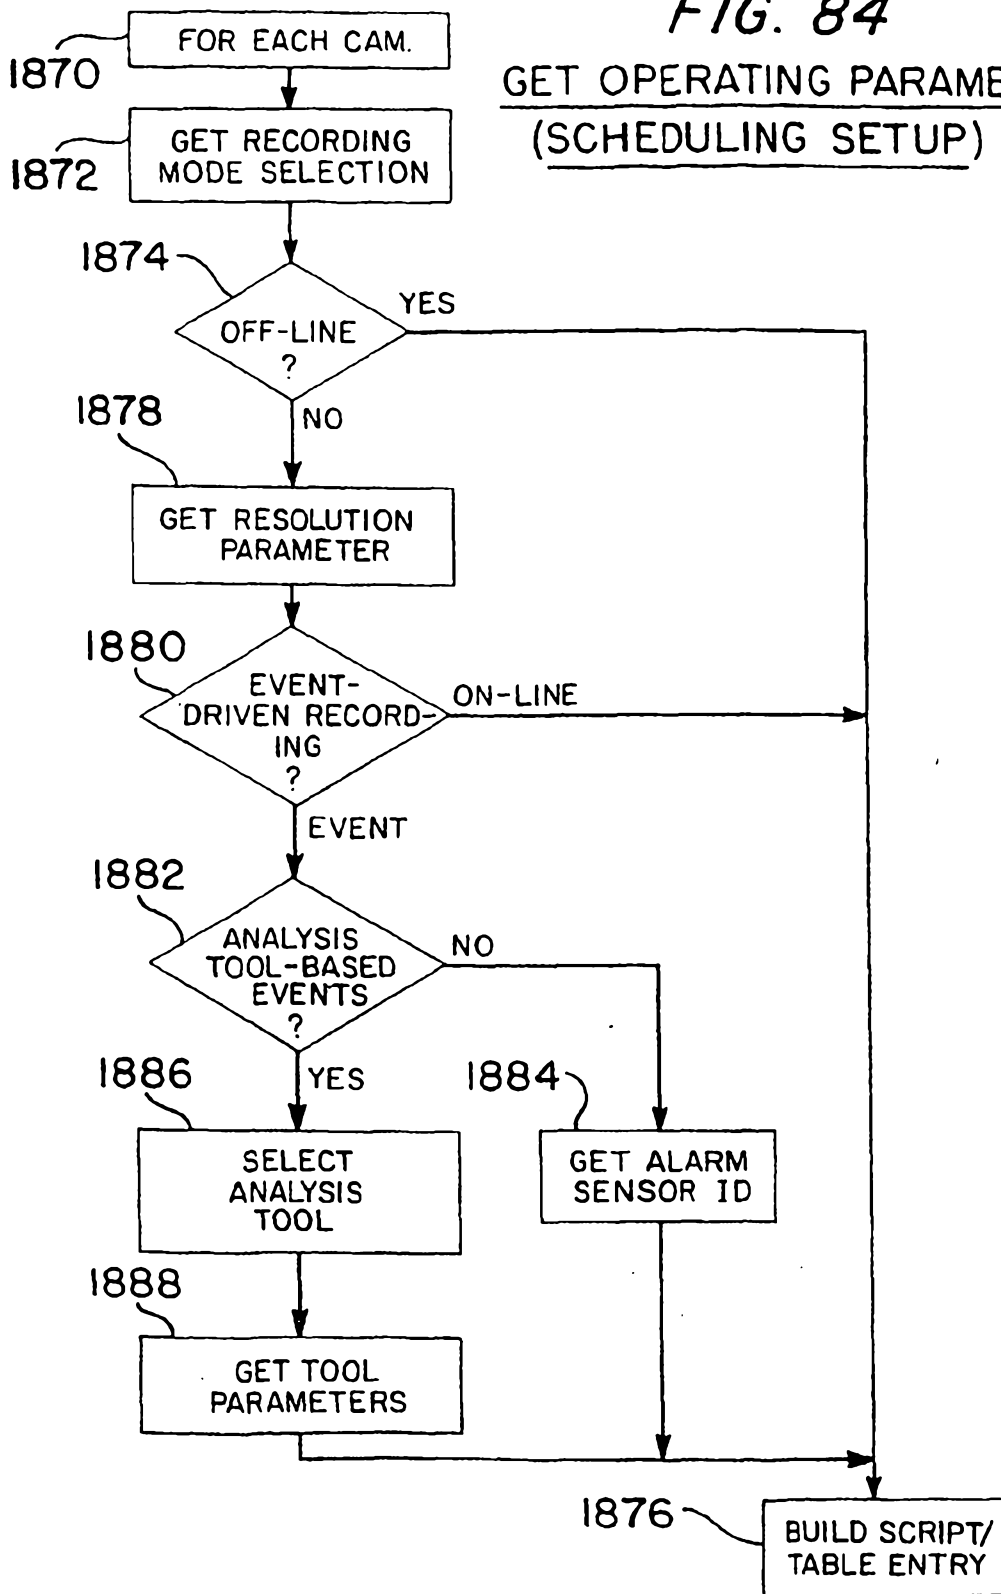 FIG. 84
GET OPERATING PARAME
(SCHEDULING SETUP)
1870
FOR EACH CAM.
1872
GET RECORDING
MODE SELECTION
1874
OFF-LINE
?
YES
NO
1878
GET RESOLUTION
PARAMETER
1880
EVENT-
DRIVEN RECORD-
ING
?
ON-LINE
EVENT
1882
ANALYSIS
TOOL-BASED
EVENTS
?
NO
YES
1886
SELECT
ANALYSIS
TOOL
1884
GET ALARM
SENSOR ID
1888
GET TOOL
PARAMETERS
1876
BUILD SCRIPT/
TABLE ENTRY